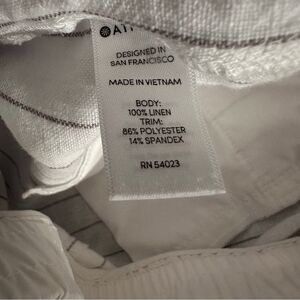 DESIGNED IN
SAN FRANCISCO
MADE IN VIETNAM
BODY:
100% LINEN
TRIM:
86% POLYESTER
14% SPANDEX
RN 54023